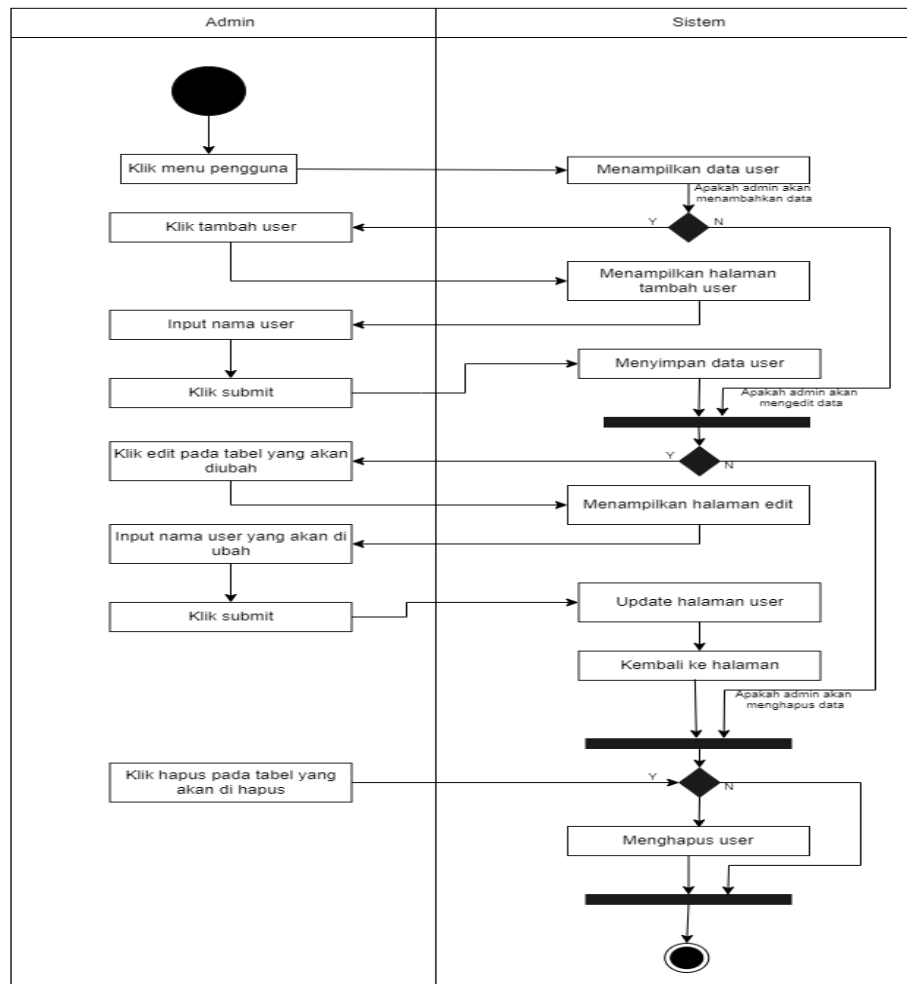 Admin
Sistem
Klik menu pengguna
Menampilkan data user
Apakah admin akan
menambahkan data
Klik tambah user
Y
N
Menampilkan halaman
tambah user
Input nama user
Menyimpan data user
Klik submit
Apakah admin akan
mengedit data
Klik edit pada tabel yang akan
diubah
Y
N
Menampilkan halaman edit
Input nama user yang akan di
ubah
Update halaman user
Klik submit
Kembali ke halaman
Apakah admin akan
menghapus data
Klik hapus pada tabel yang
akan di hapus
Y
N
Menghapus user